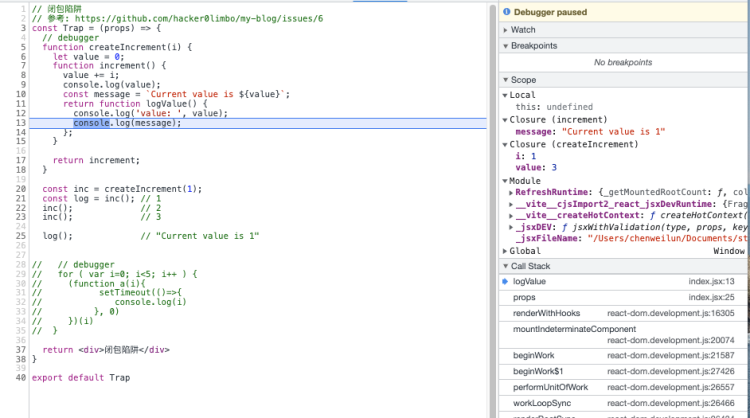 1 // 闭包陷阱
2 // 参考: https://github.com/hacker0limbo/my-blog/issues/6
3 const Trap = (props) => {
4 // debugger
5 function createIncrement(i) {
6 let value = 0;
7 function increment() {
8 value += i;
9 console.log(value);
10 const message = `Current value is ${value}`;
11 return function logValue() {
12 console.log('value: ', value);
13 console.log(message);
14 };
15 }
16
17 return increment;
18 }
19
20 const inc = createIncrement(1);
21 const log = inc(); // 1
22 inc(); // 2
23 inc(); // 3
24
25 log(); // "Current value is 1"
26
27
28 // // debugger
29 // for ( var i=0; i<5; i++ ) {
30 // (function a(i){
31 // setTimeout(()=>{
32 // console.log(i)
33 // }, 0)
34 // })(i)
35 // }
36
37 return <div>闭包陷阱</div>
38 }
39
40 export default Trap
Debugger paused
Watch
Breakpoints
No breakpoints
Scope
Local
this: undefined
Closure (increment)
message: "Current value is 1"
Closure (createIncrement)
i: 1
value: 3
Module
RefreshRuntime: {_getMountedRootCount: ƒ, col
__vite__cjsImport2_react_jsxDevRuntime: {Frag
__vite__createHotContext: ƒ createHotContext(
_jsxDEV: ƒ jsxWithValidation(type, props, key
_jsxFileName: "/Users/chenweilun/Documents/st
Global Window
Call Stack
logValue index.jsx:13
props index.jsx:25
renderWithHooks react-dom.development.js:16305
mountIndeterminateComponent
react-dom.development.js:20074
beginWork react-dom.development.js:21587
beginWork$1 react-dom.development.js:27426
performUnitOfWork react-dom.development.js:26557
workLoopSync react-dom.development.js:26466